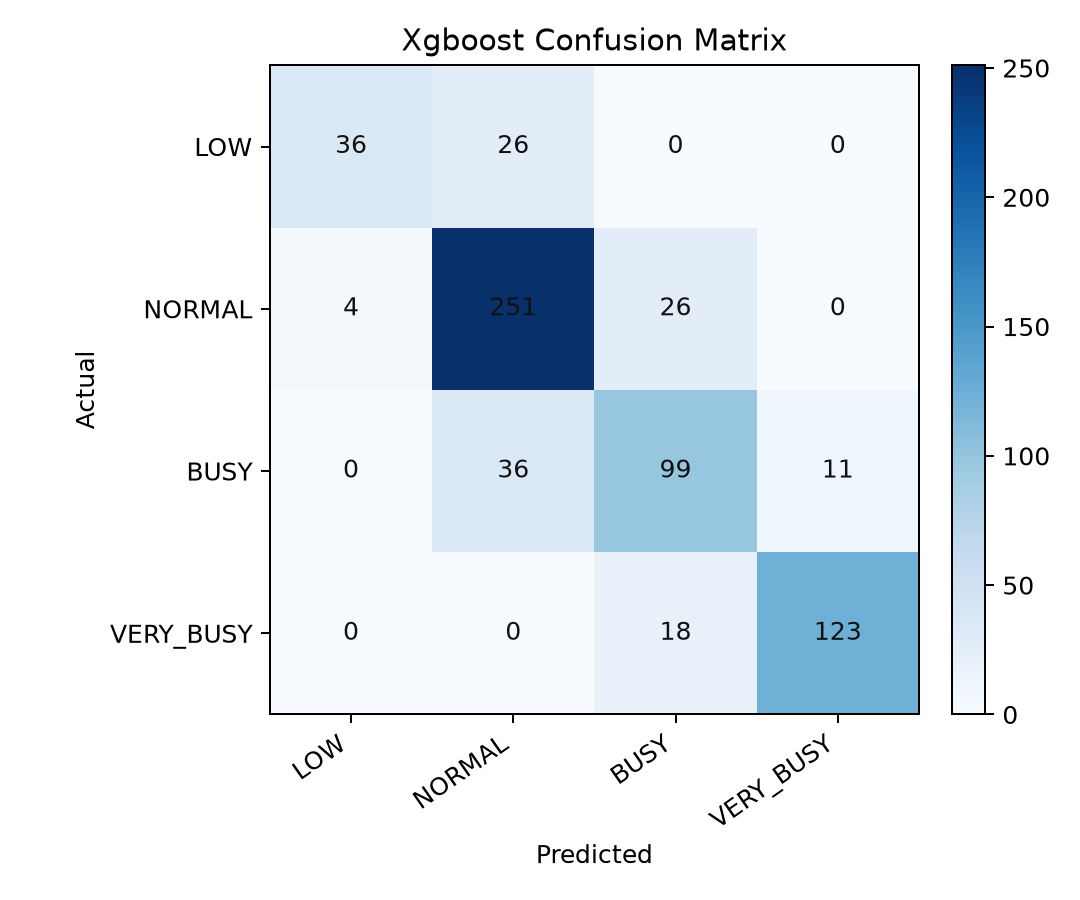 Xgboost Confusion Matrix
LOW 36 26 0 0
NORMAL 4 251 26 0
BUSY 0 36 99 11
VERY_BUSY 0 0 18 123
LOW NORMAL BUSY VERY_BUSY
Predicted
Actual
250
200
150
100
50
0